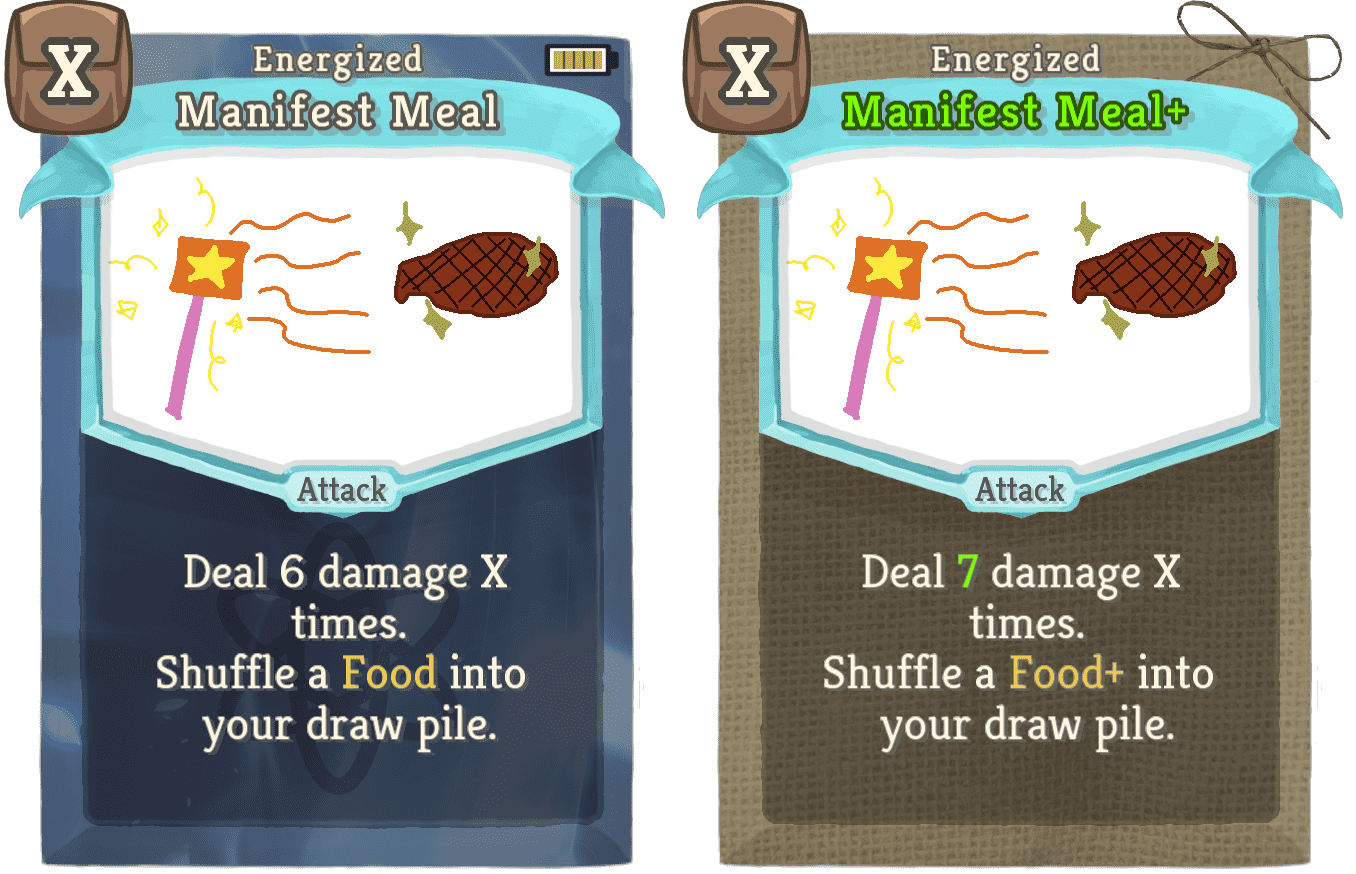 X
Energized
Manifest Meal
Attack
Deal 6 damage X
times.
Shuffle a Food into
your draw pile.
X
Energized
Manifest Meal+
Attack
Deal 7 damage X
times.
Shuffle a Food+ into
your draw pile.